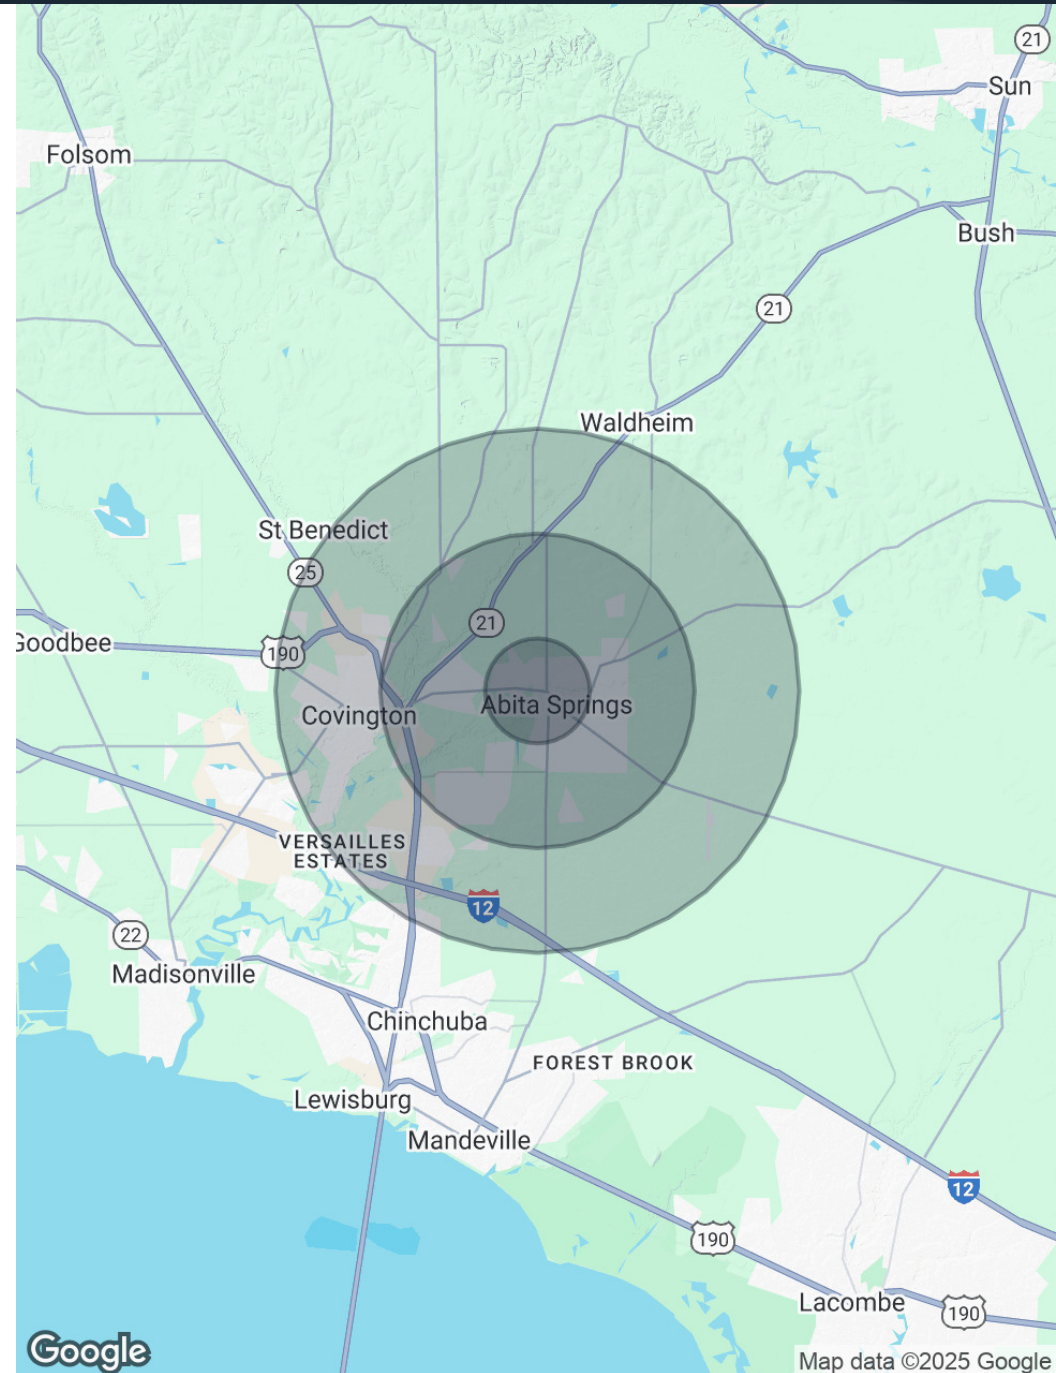 21
Sun
Folsom
Bush
21
Waldheim
St Benedict
25
21
Goodbee
190
Abita Springs
Covington
VERSAILLES
ESTATES
12
22
Madisonville
Chinchuba
FOREST BROOK
Lewisburg
Mandeville
12
190
Lacombe
190
Google
Map data ©2025 Google